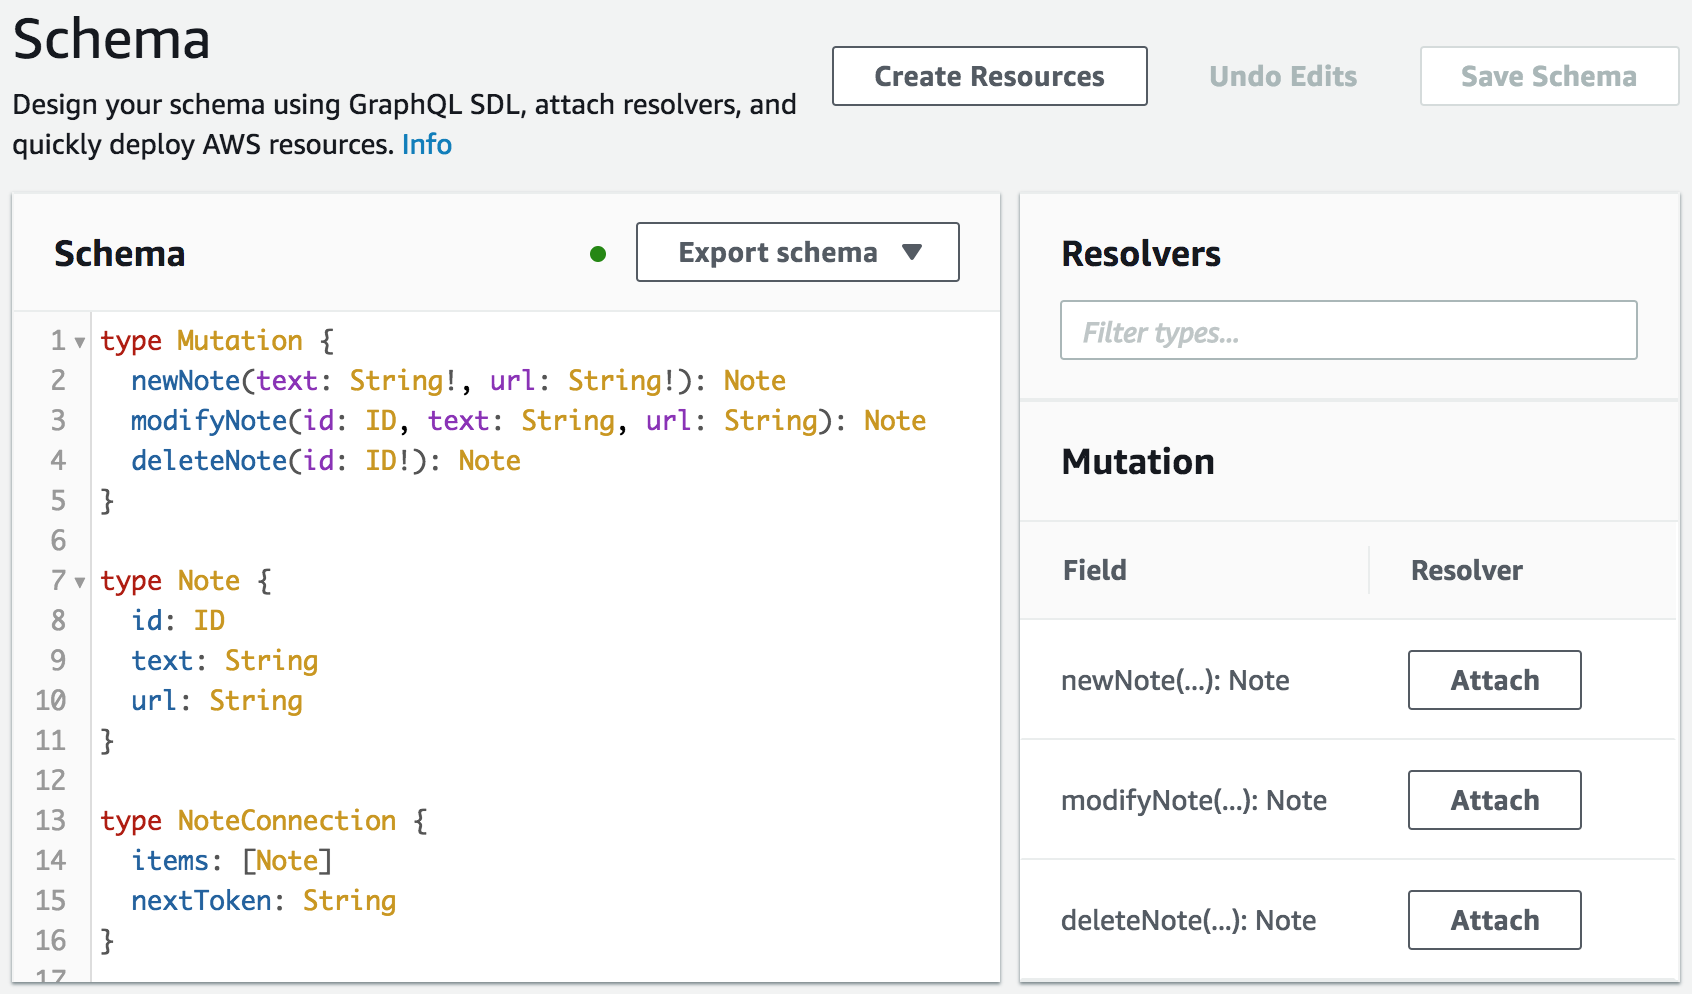 Schema
Design your schema using GraphQL SDL, attach resolvers, and
quickly deploy AWS resources. Info
Create Resources
Undo Edits
Save Schema
Schema
Export schema
1 type Mutation {
2 newNote(text: String!, url: String!): Note
3 modifyNote(id: ID, text: String, url: String): Note
4 deleteNote(id: ID!): Note
5 }
6
7 type Note {
8 id: ID
9 text: String
10 url: String
11 }
12
13 type NoteConnection {
14 items: [Note]
15 nextToken: String
16 }
17
Resolvers
Filter types...
Mutation
Field Resolver
newNote(...): Note Attach
modifyNote(...): Note Attach
deleteNote(...): Note Attach